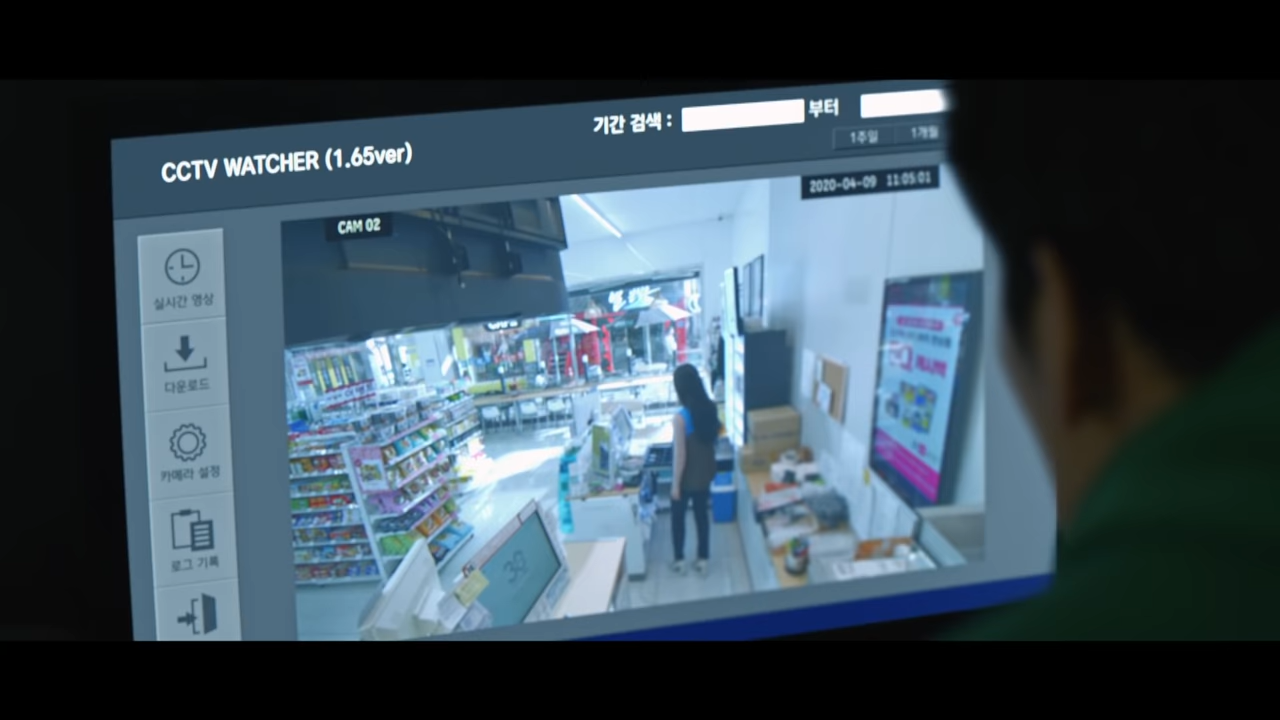 CCTV WATCHER (1.65ver)
기간 검색 :
부터
1주일
1개월
CAM 02
2020-04-09 11:05:01
실시간 영상
다운로드
카메라 설정
로그 기록